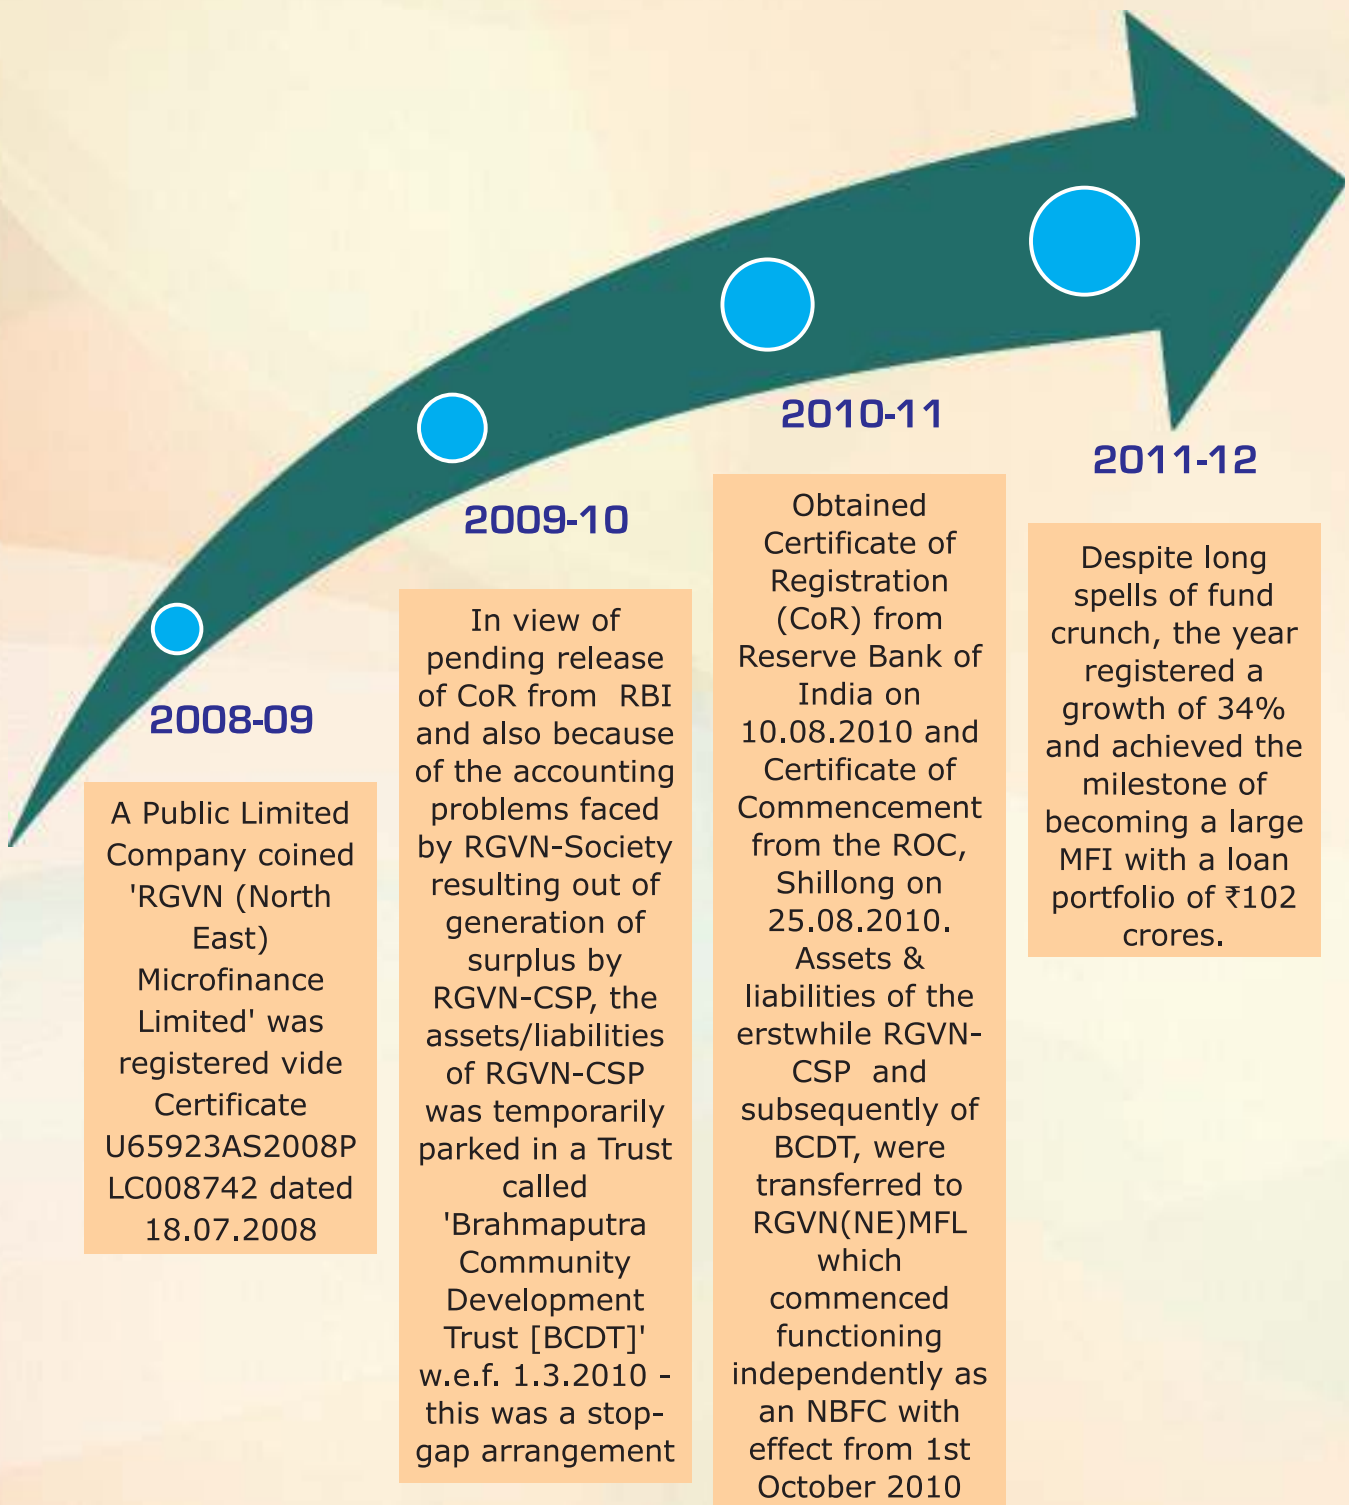 2008-09
A Public Limited
Company coined
'RGVN (North
East)
Microfinance
Limited' was
registered vide
Certificate
U65923AS2008P
LC008742 dated
18.07.2008
2009-10
In view of
pending release
of CoR from RBI
and also because
of the accounting
problems faced
by RGVN-Society
resulting out of
generation of
surplus by
RGVN-CSP, the
assets/liabilities
of RGVN-CSP
was temporarily
parked in a Trust
called
'Brahmaputra
Community
Development
Trust [BCDT]'
w.e.f. 1.3.2010 -
this was a stop-
gap arrangement
2010-11
Obtained
Certificate of
Registration
(CoR) from
Reserve Bank of
India on
10.08.2010 and
Certificate of
Commencement
from the ROC,
Shillong on
25.08.2010.
Assets &
liabilities of the
erstwhile RGVN-
CSP and
subsequently of
BCDT, were
transferred to
RGVN(NE)MFL
which
commenced
functioning
independently as
an NBFC with
effect from 1st
October 2010
2011-12
Despite long
spells of fund
crunch, the year
registered a
growth of 34%
and achieved the
milestone of
becoming a large
MFI with a loan
portfolio of ₹102
crores.